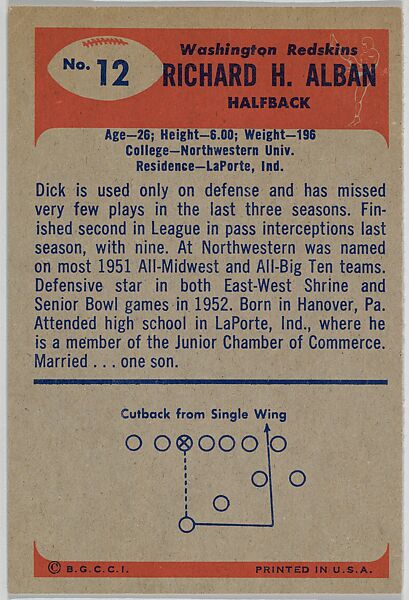 Washington Redskins
No. 12 RICHARD H. ALBAN
HALFBACK
Age—26; Height—6.00; Weight—196
College—Northwestern Univ.
Residence—LaPorte, Ind.
Dick is used only on defense and has missed
very few plays in the last three seasons. Fin-
ished second in League in pass interceptions last
season, with nine. At Northwestern was named
on most 1951 All-Midwest and All-Big Ten teams.
Defensive star in both East-West Shrine and
Senior Bowl games in 1952. Born in Hanover, Pa.
Attended high school in LaPorte, Ind., where he
is a member of the Junior Chamber of Commerce.
Married . . . one son.
Cutback from Single Wing
© B.G.C.C.I. PRINTED IN U.S.A.